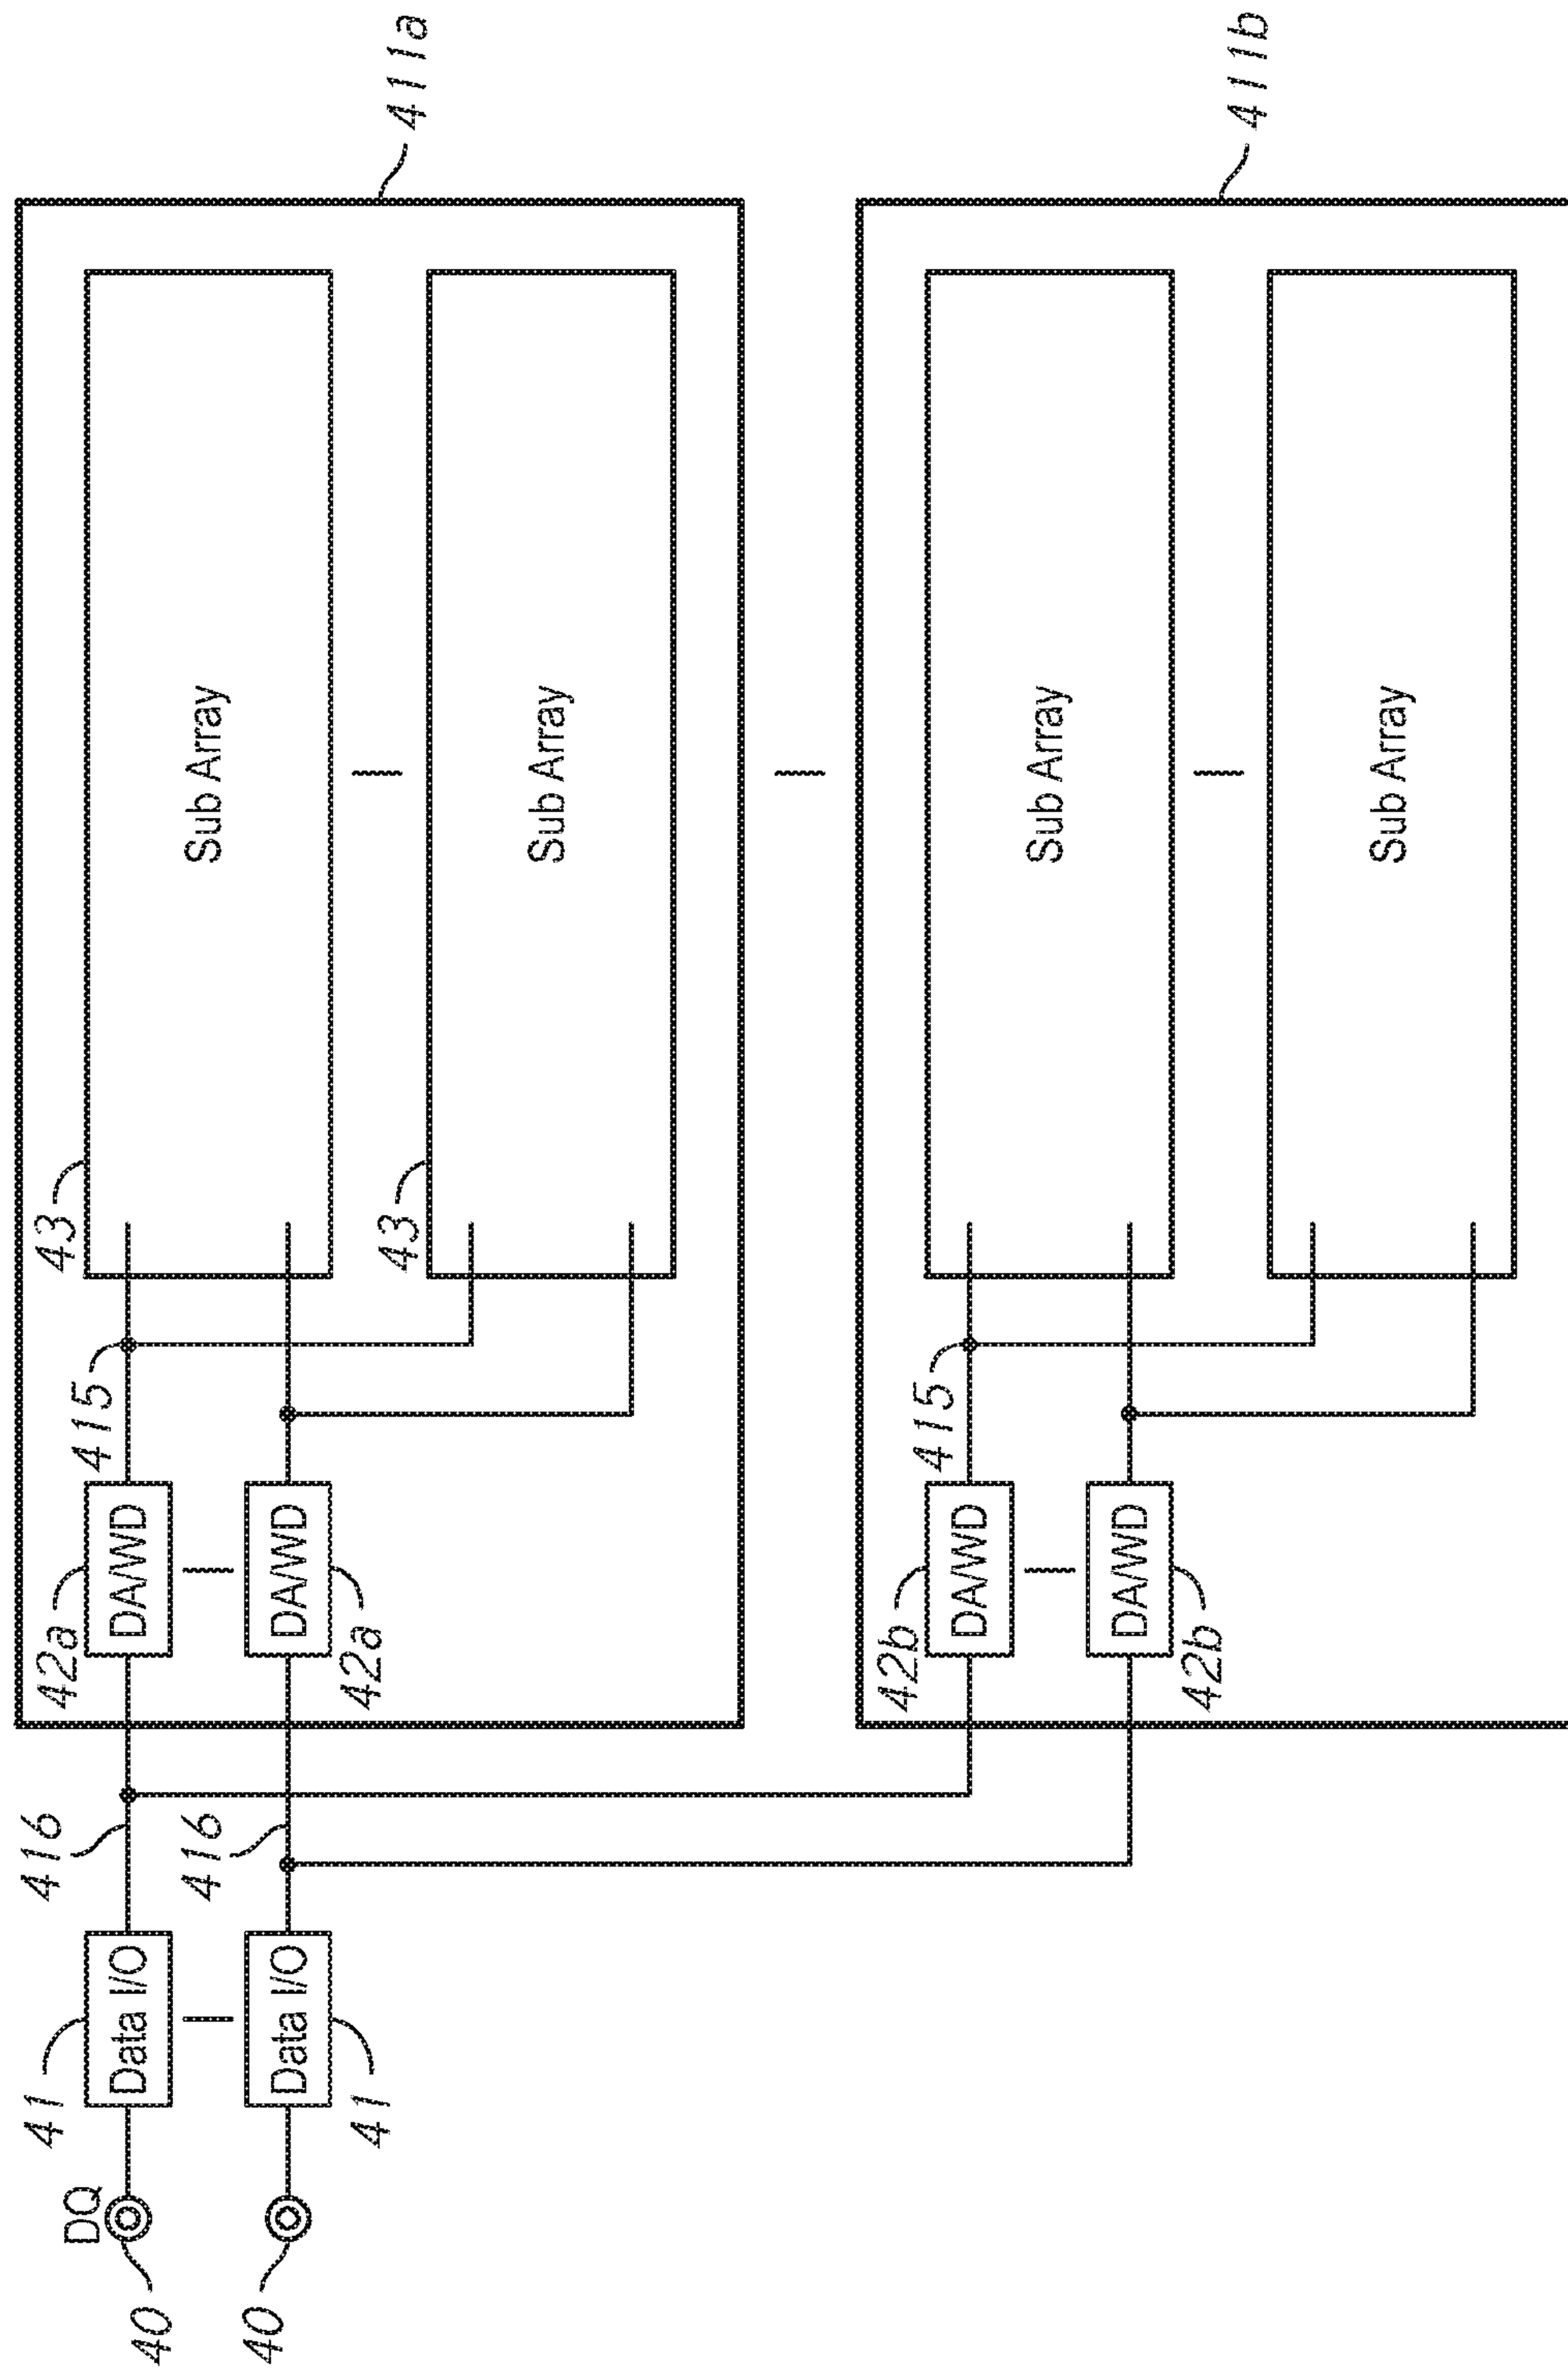 DQ
40
40
41
Data I/O
Data I/O
41
416
416
42a
DA/WD
DA/WD
42a
415
43
Sub Array
43
Sub Array
411a
42b
DA/WD
DA/WD
42b
415
Sub Array
Sub Array
411b